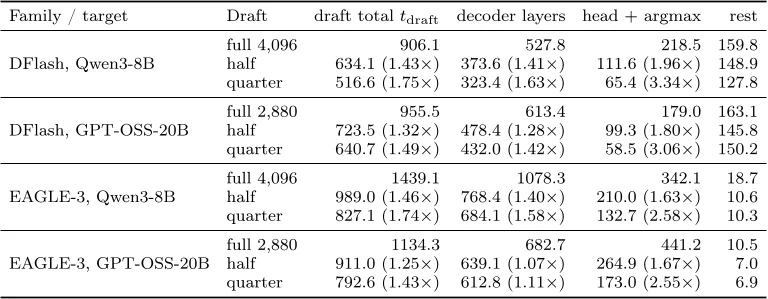 Family / target Draft draft total t_draft decoder layers head + argmax rest
full 4,096 906.1 527.8 218.5 159.8
DFlash, Qwen3-8B half 634.1 (1.43×) 373.6 (1.41×) 111.6 (1.96×) 148.9
quarter 516.6 (1.75×) 323.4 (1.63×) 65.4 (3.34×) 127.8
full 2,880 955.5 613.4 179.0 163.1
DFlash, GPT-OSS-20B half 723.5 (1.32×) 478.4 (1.28×) 99.3 (1.80×) 145.8
quarter 640.7 (1.49×) 432.0 (1.42×) 58.5 (3.06×) 150.2
full 4,096 1439.1 1078.3 342.1 18.7
EAGLE-3, Qwen3-8B half 989.0 (1.46×) 768.4 (1.40×) 210.0 (1.63×) 10.6
quarter 827.1 (1.74×) 684.1 (1.58×) 132.7 (2.58×) 10.3
full 2,880 1134.3 682.7 441.2 10.5
EAGLE-3, GPT-OSS-20B half 911.0 (1.25×) 639.1 (1.07×) 264.9 (1.67×) 7.0
quarter 792.6 (1.43×) 612.8 (1.11×) 173.0 (2.55×) 6.9